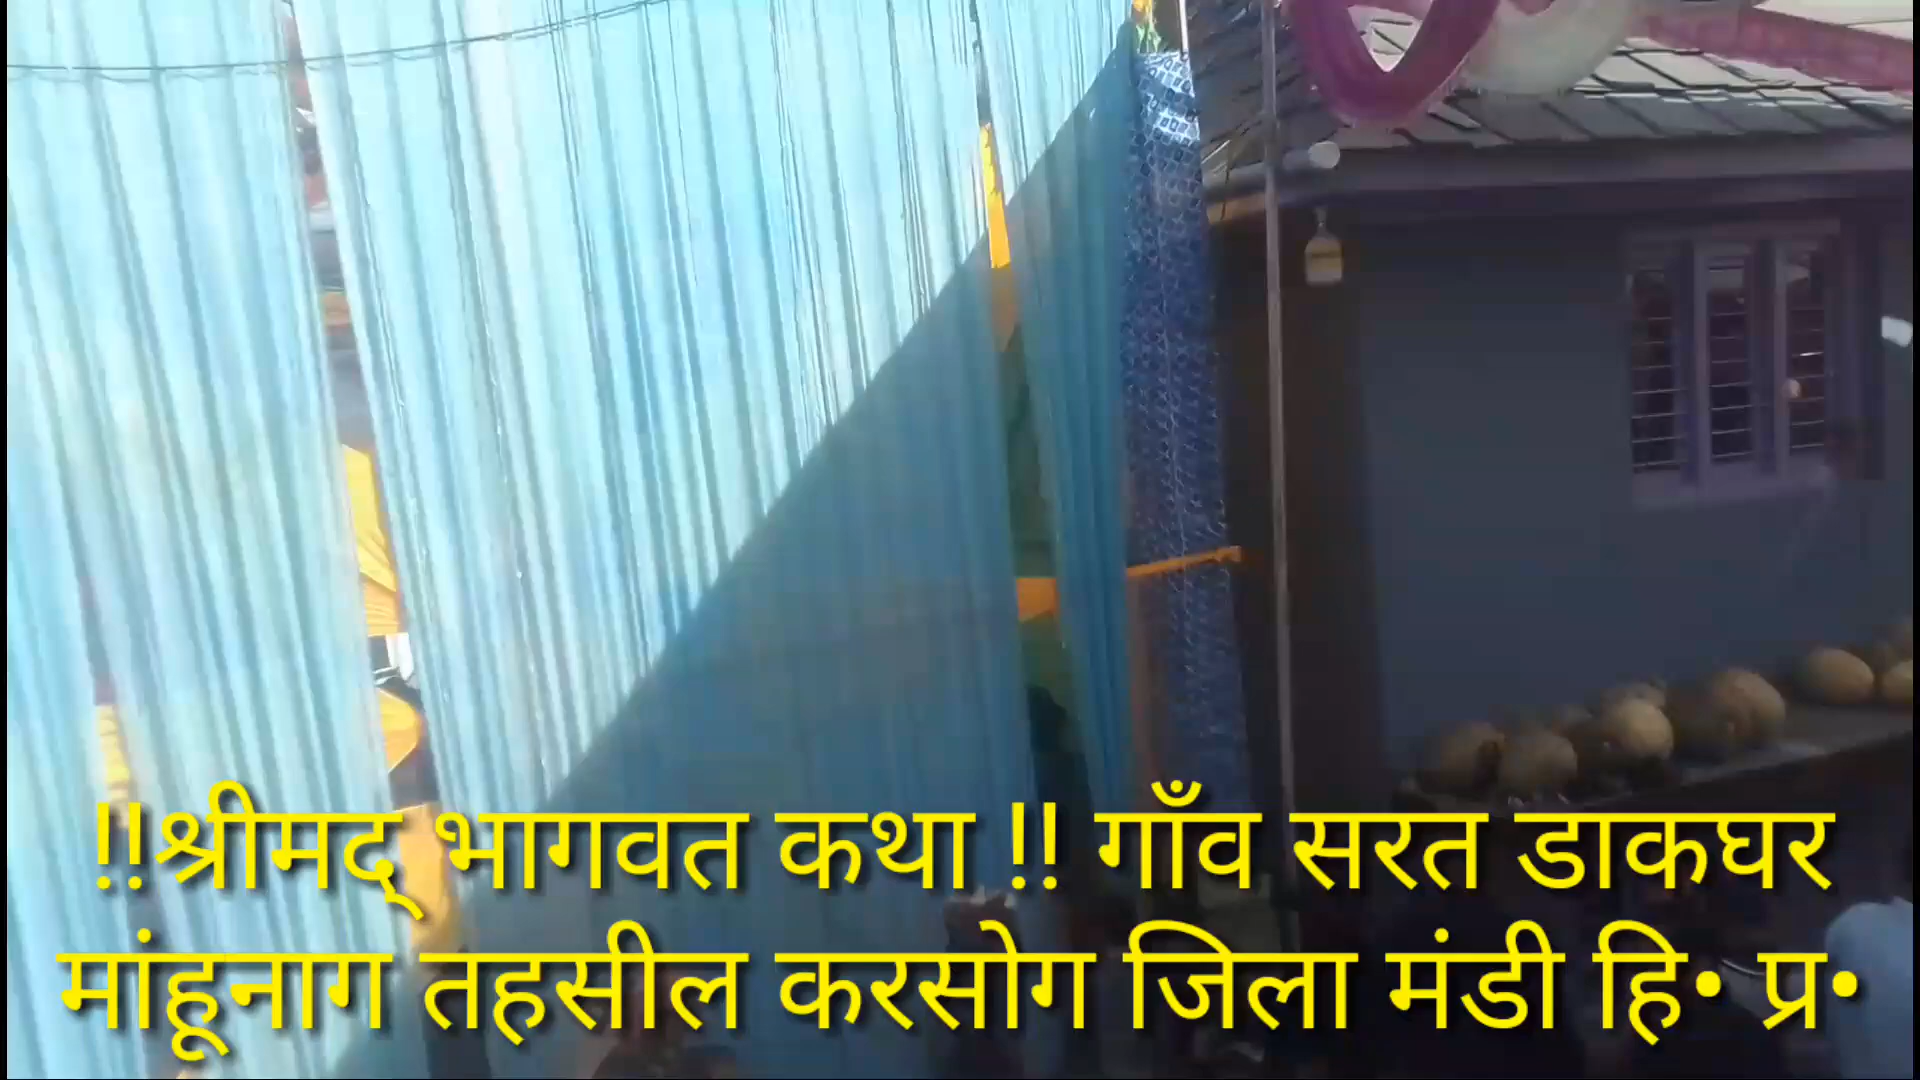 !!श्रीमद् भागवत कथा !! गाँव सरत डाकघर
मांहूनाग तहसील करसोग जिला मंडी हि• प्र•